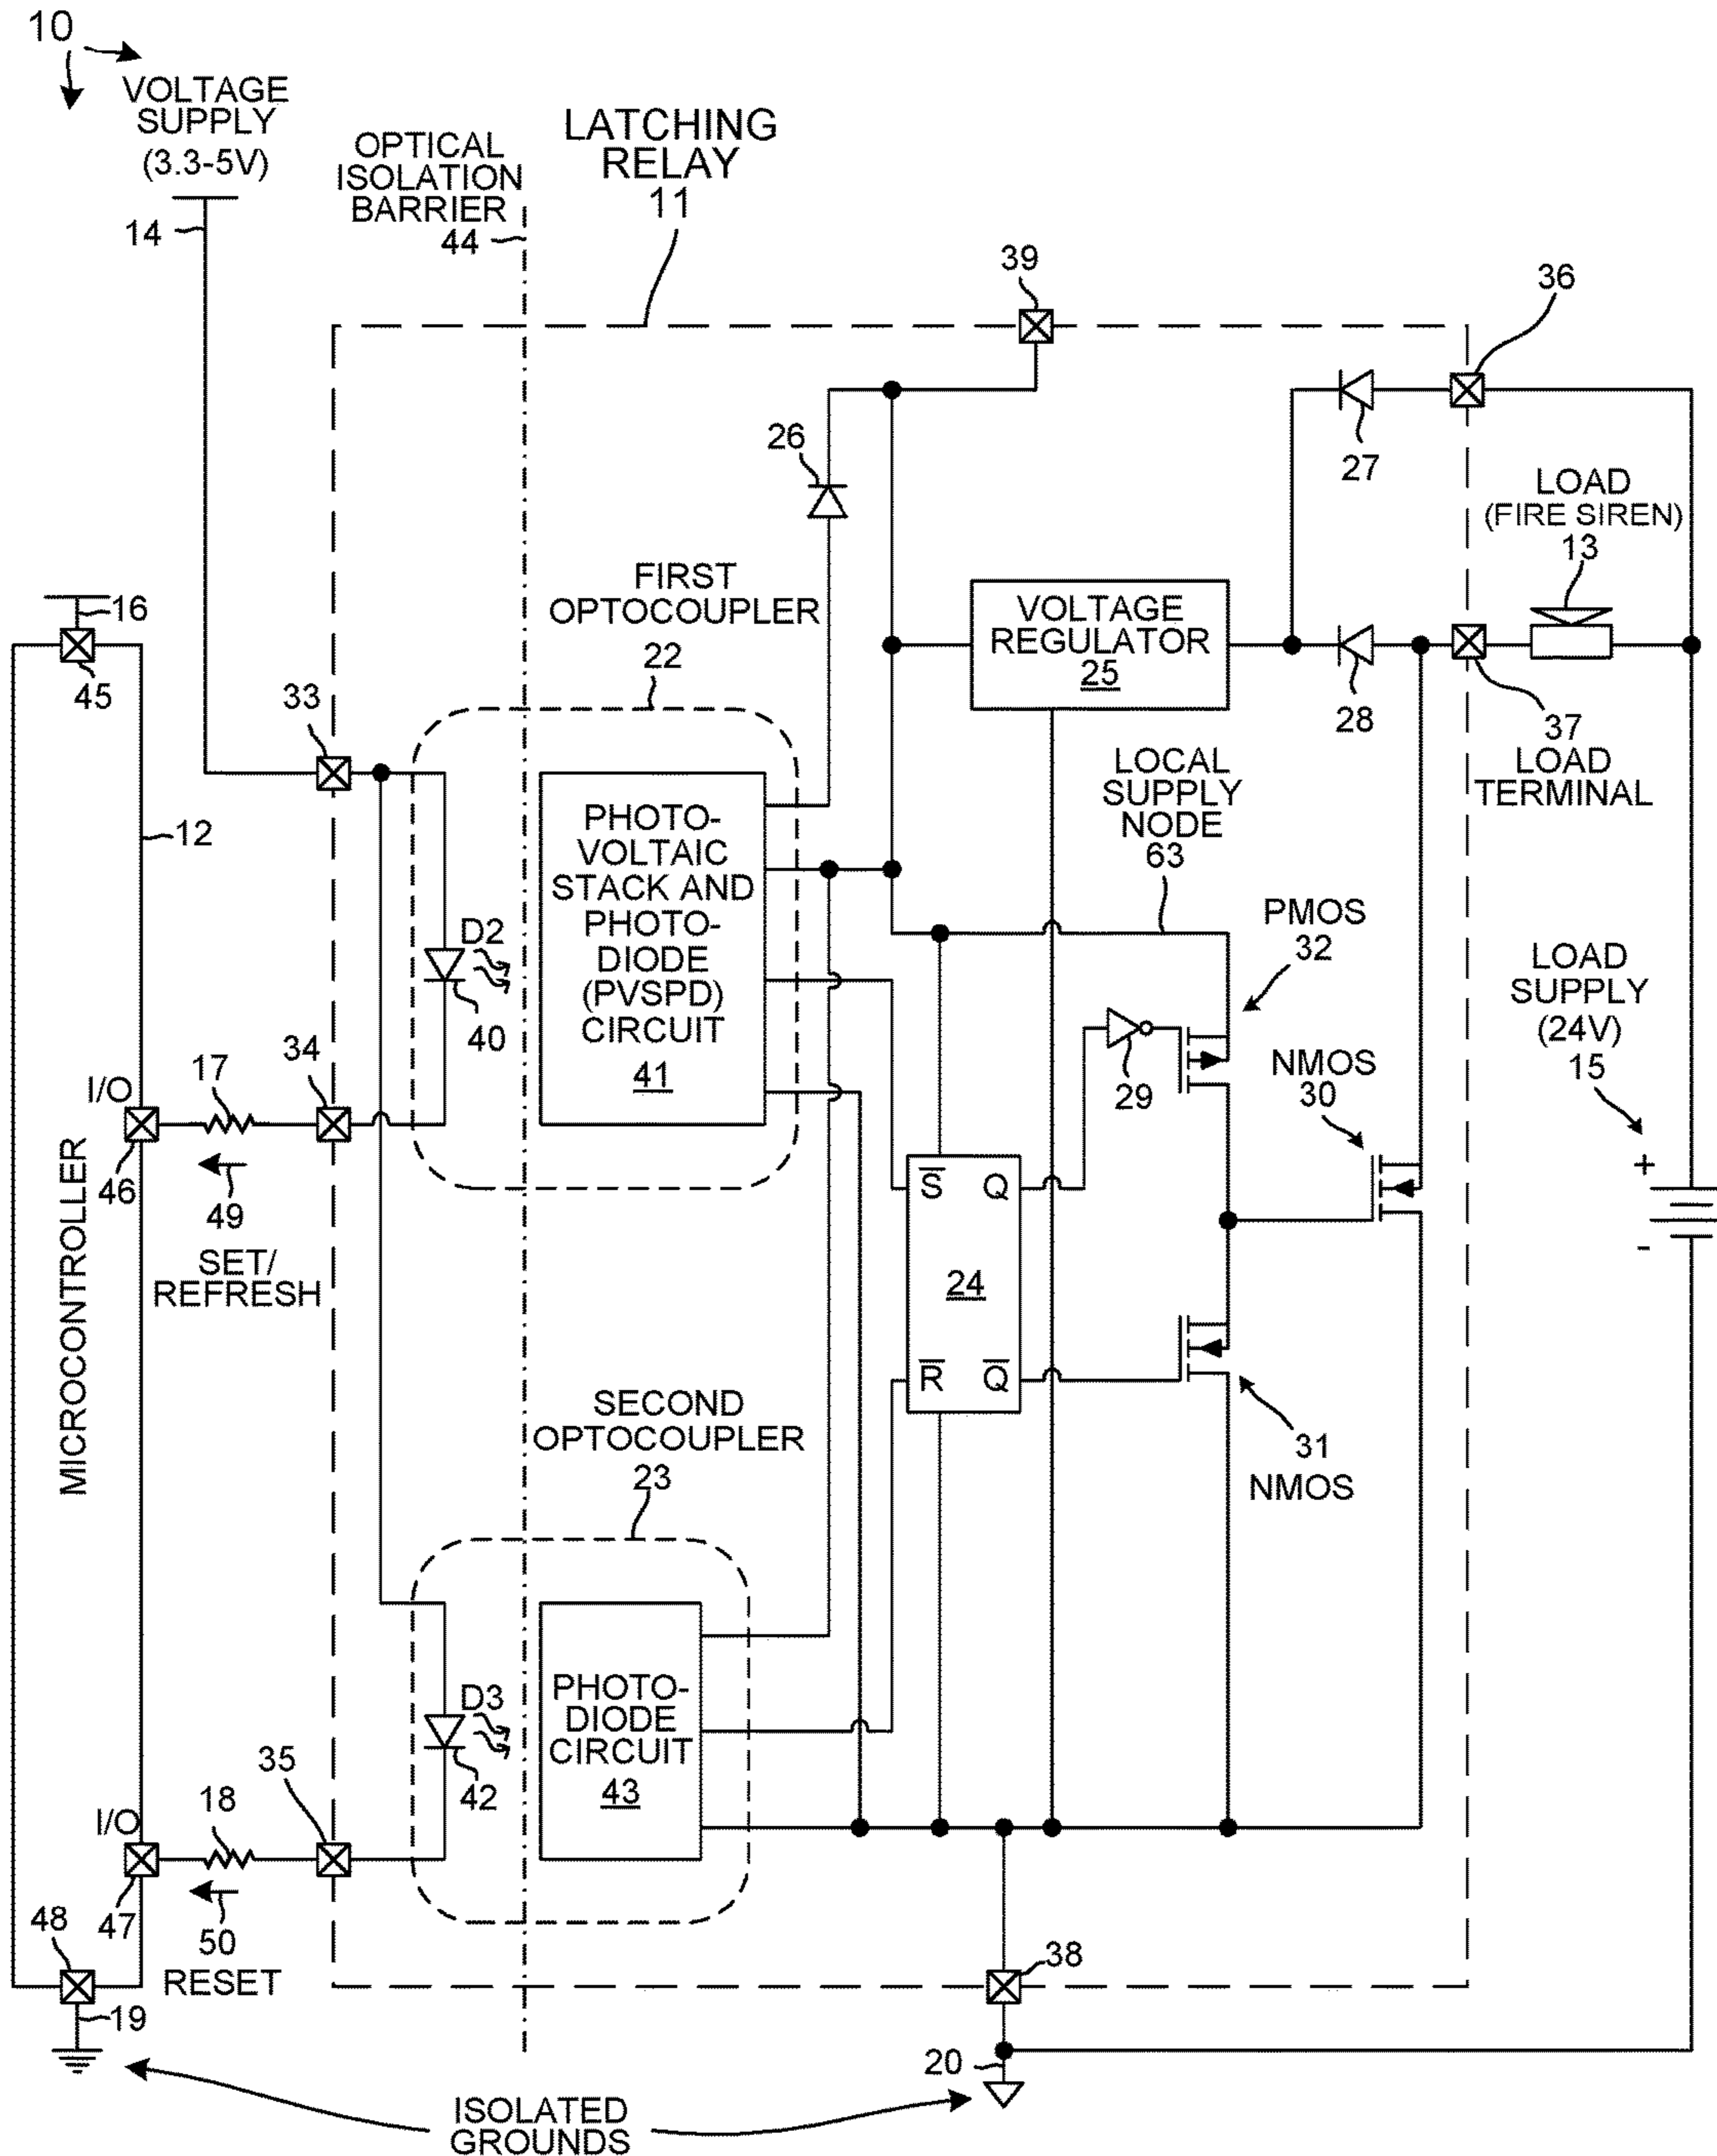 10
VOLTAGE
SUPPLY
(3.3-5V)
14
OPTICAL
ISOLATION
BARRIER
44
LATCHING
RELAY
11
39
36
26
27
LOAD
(FIRE SIREN)
13
FIRST
OPTOCOUPLER
22
VOLTAGE
REGULATOR
25
28
37
LOAD
TERMINAL
16
45
33
12
LOCAL
SUPPLY
NODE
63
PHOTO-
VOLTAIC
STACK AND
PHOTO-
DIODE
(PVSPD)
CIRCUIT
41
D2
40
PMOS
32
LOAD
SUPPLY
(24V)
15
+
-
NMOS
30
29
I/O
46
17
34
49
SET/
REFRESH
MICROCONTROLLER
S̅
Q
24
R̅
Q̅
31
NMOS
SECOND
OPTOCOUPLER
23
PHOTO-
DIODE
CIRCUIT
43
D3
42
35
I/O
18
47
50
RESET
48
19
38
20
ISOLATED
GROUNDS